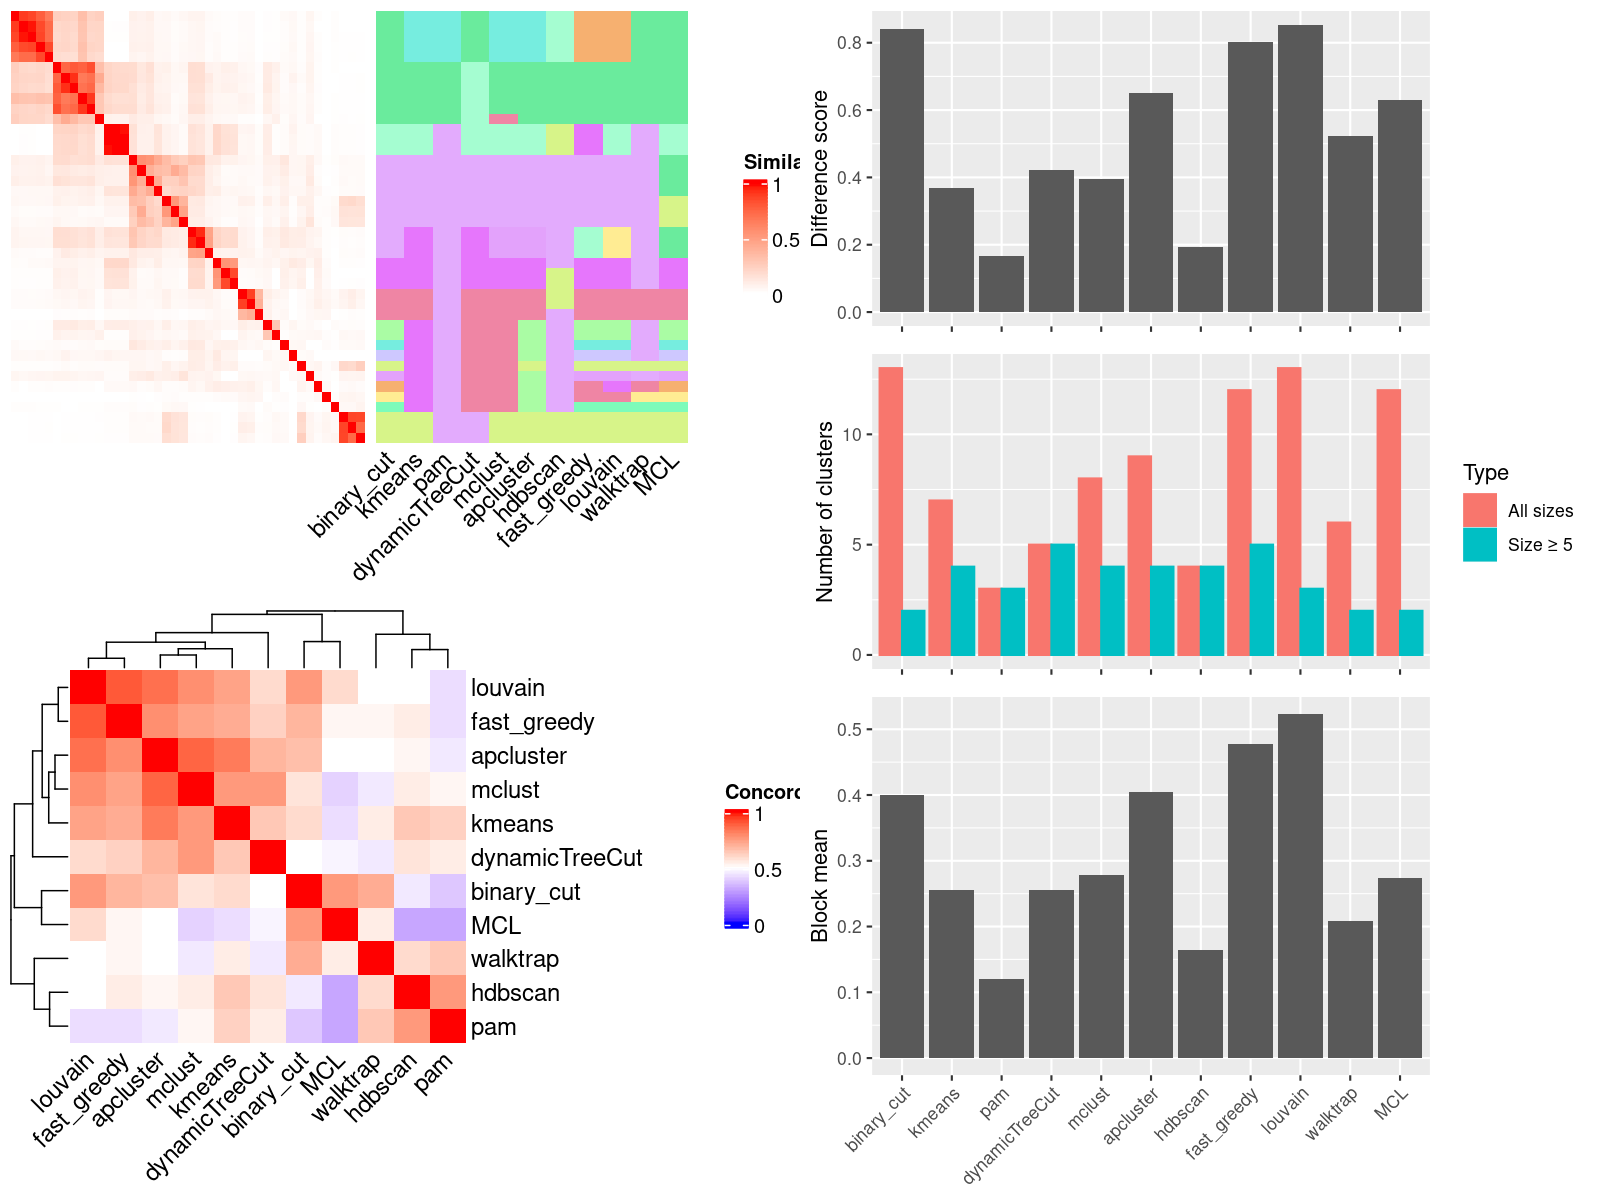 Simila
1
0.5
0
binary_cut
kmeans
pam
dynamicTreeCut
mclust
apcluster
hdbscan
fast_greedy
louvain
walktrap
MCL
louvain
fast_greedy
apcluster
mclust
kmeans
dynamicTreeCut
binary_cut
MCL
walktrap
hdbscan
pam
louvain
fast_greedy
apcluster
mclust
kmeans
dynamicTreeCut
binary_cut
MCL
walktrap
hdbscan
pam
Concord
1
0.5
0
Difference score
0.8
0.6
0.4
0.2
0.0
Number of clusters
10
5
0
Type
All sizes
Size ≥ 5
Block mean
0.5
0.4
0.3
0.2
0.1
0.0
binary_cut
kmeans
pam
dynamicTreeCut
mclust
apcluster
hdbscan
fast_greedy
louvain
walktrap
MCL